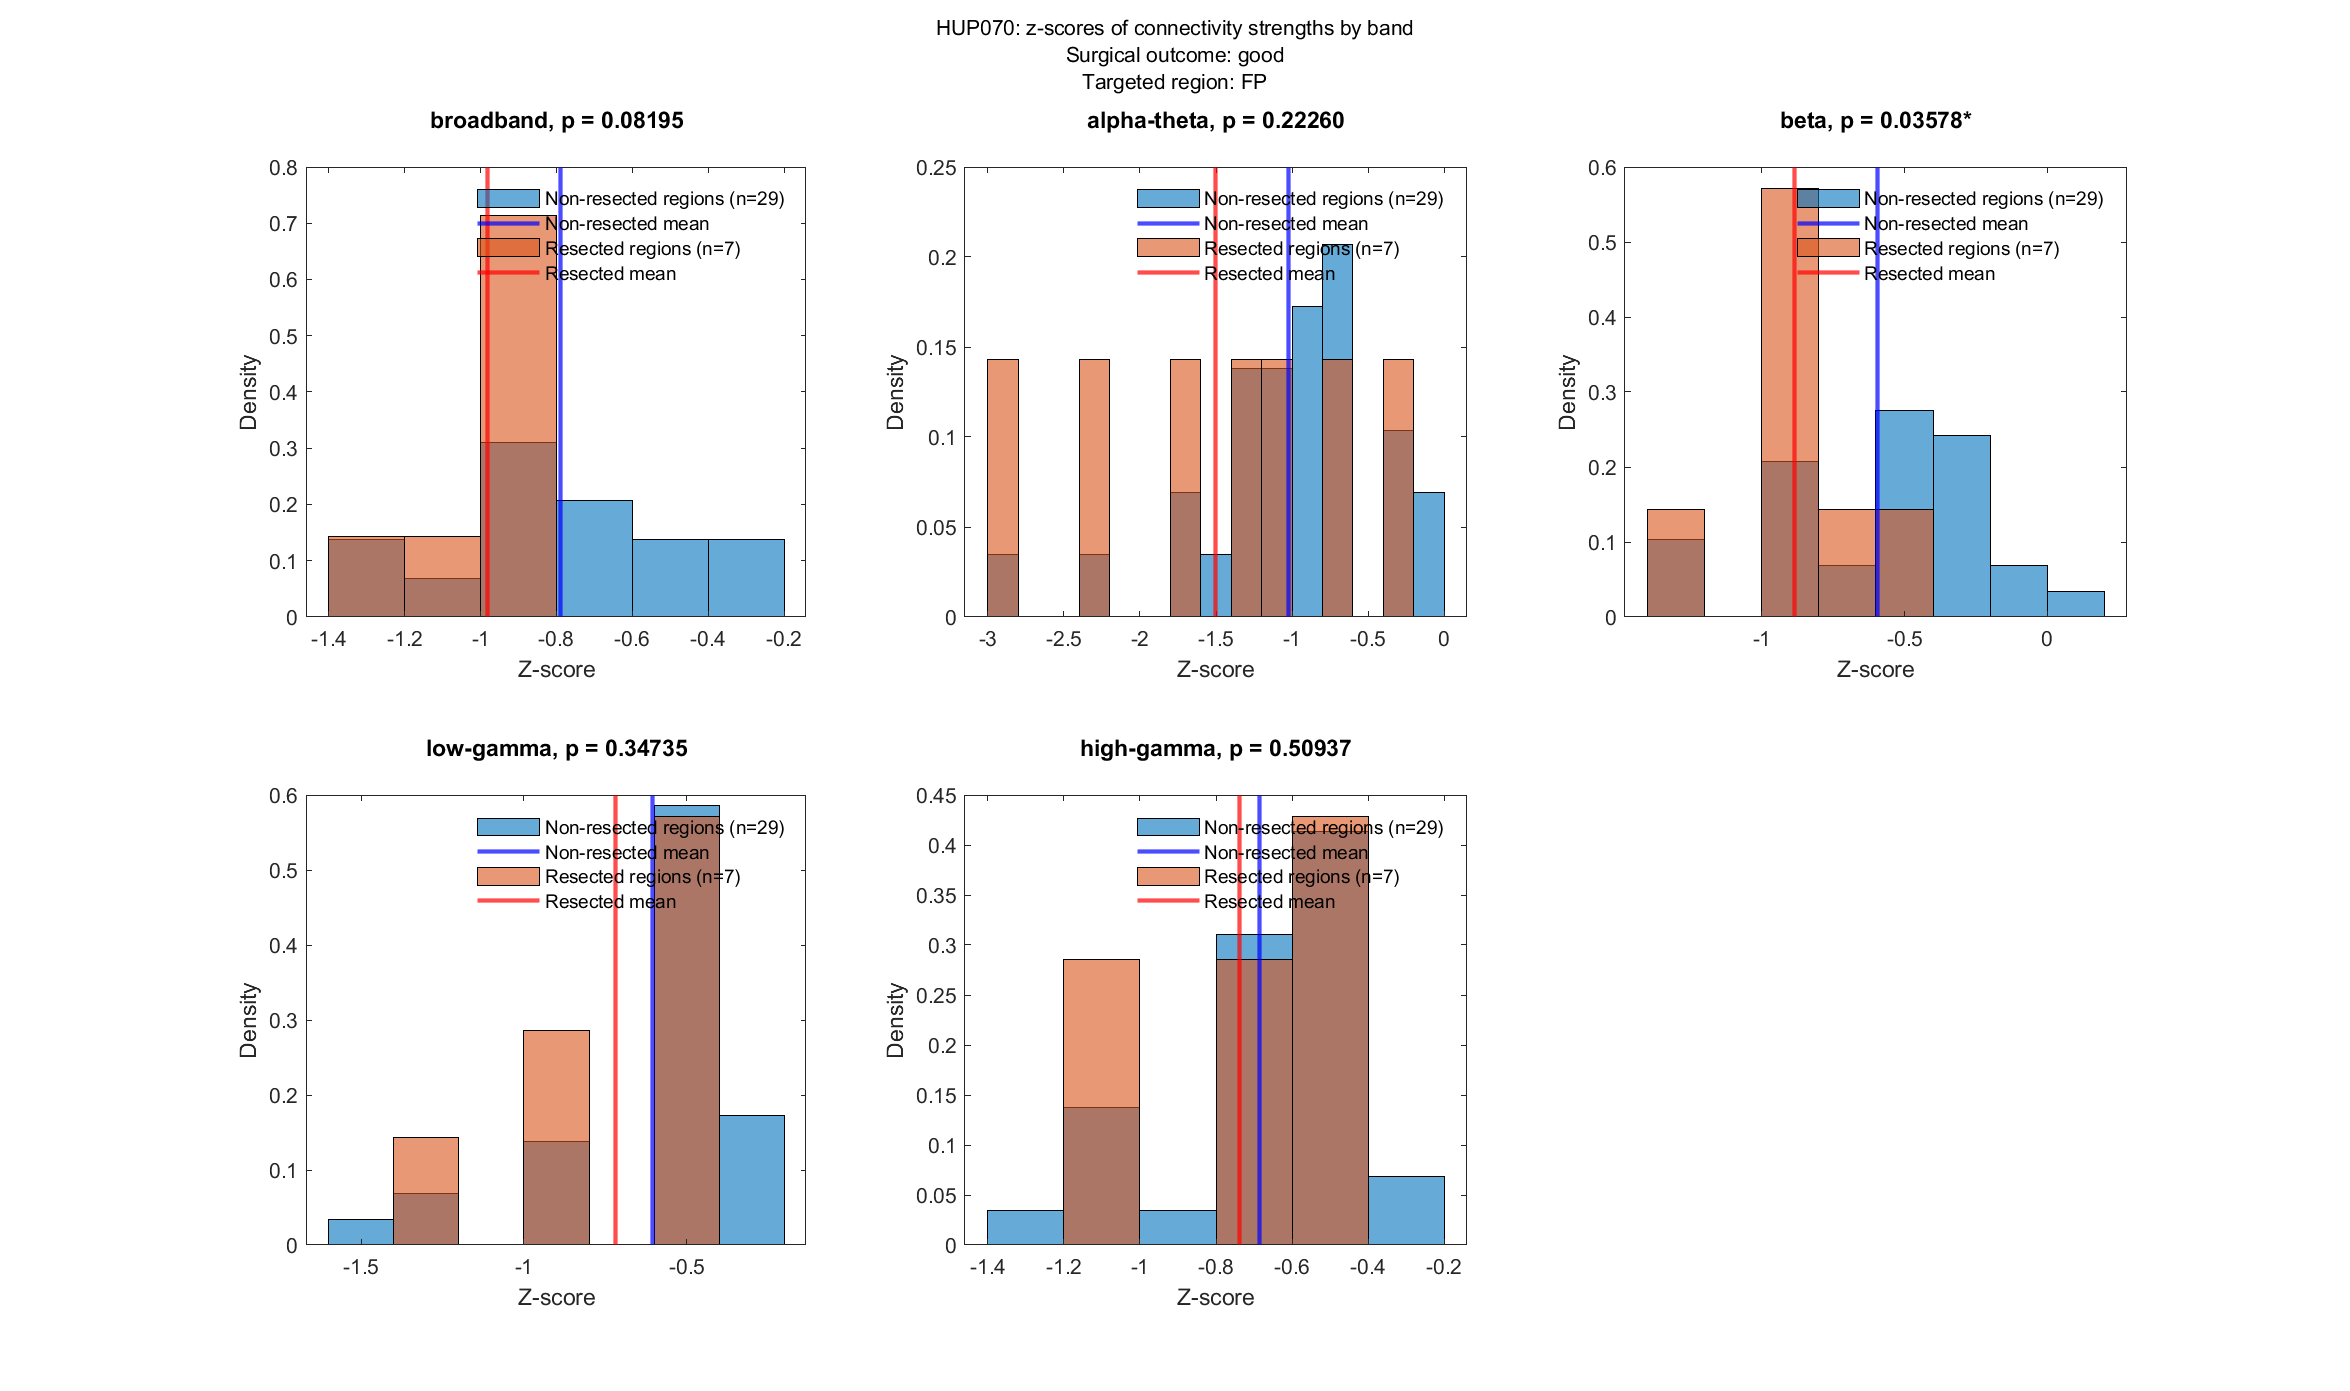 HUP070: z-scores of connectivity strengths by band
Surgical outcome: good
Targeted region: FP
broadband, p = 0.08195
0.8
0.7
0.6
0.5
0.4
0.3
0.2
0.1
0
Density
Non-resected regions (n=29)
Non-resected mean
Resected regions (n=7)
Resected mean
-1.4 -1.2 -1 -0.8 -0.6 -0.4 -0.2
Z-score
alpha-theta, p = 0.22260
0.25
0.2
0.15
0.1
0.05
0
Density
Non-resected regions (n=29)
Non-resected mean
Resected regions (n=7)
Resected mean
-3 -2.5 -2 -1.5 -1 -0.5 0
Z-score
beta, p = 0.03578*
0.6
0.5
0.4
0.3
0.2
0.1
0
Density
Non-resected regions (n=29)
Non-resected mean
Resected regions (n=7)
Resected mean
-1 -0.5 0
Z-score
low-gamma, p = 0.34735
0.6
0.5
0.4
0.3
0.2
0.1
0
Density
Non-resected regions (n=29)
Non-resected mean
Resected regions (n=7)
Resected mean
-1.5 -1 -0.5
Z-score
high-gamma, p = 0.50937
0.45
0.4
0.35
0.3
0.25
0.2
0.15
0.1
0.05
0
Density
Non-resected regions (n=29)
Non-resected mean
Resected regions (n=7)
Resected mean
-1.4 -1.2 -1 -0.8 -0.6 -0.4 -0.2
Z-score